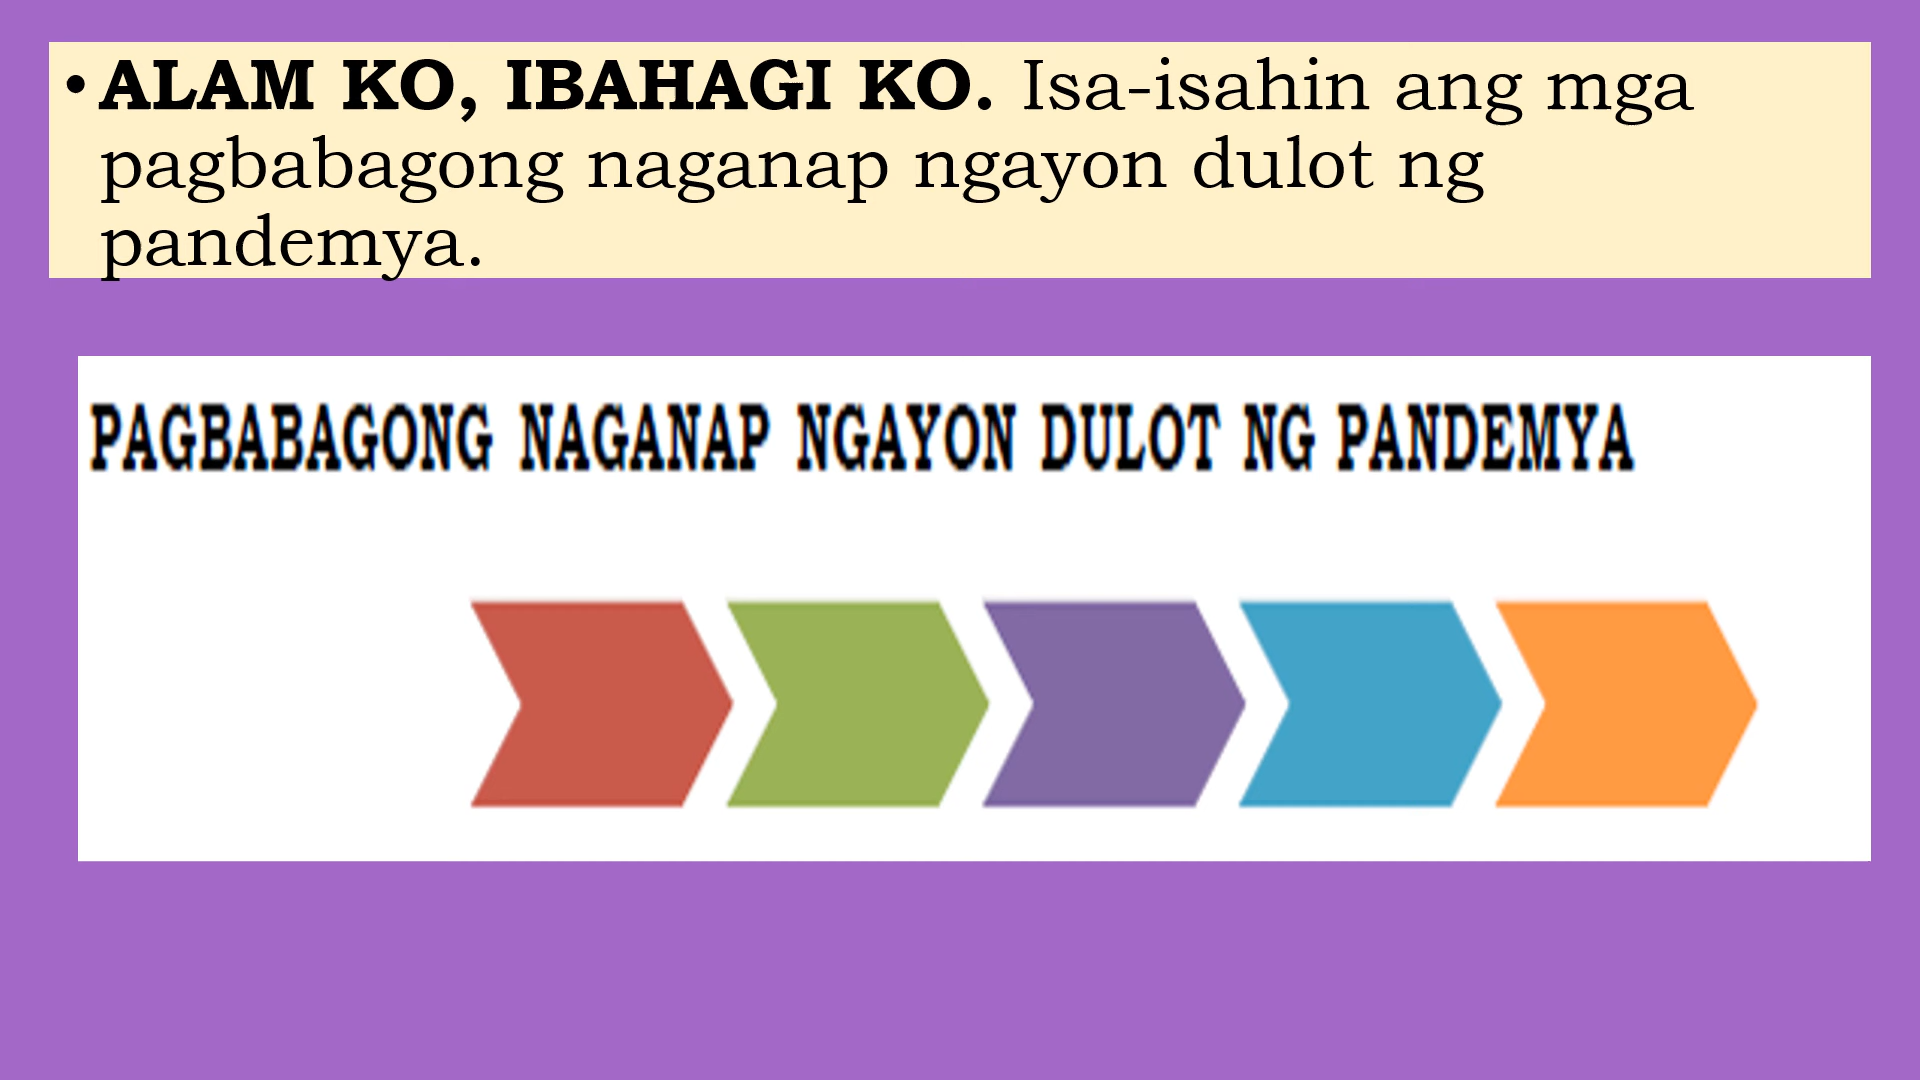 • ALAM KO, IBAHAGI KO. Isa-isahin ang mga
pagbabagong naganap ngayon dulot ng
pandemya.
PAGBABAGONG NAGANAP NGAYON DULOT NG PANDEMYA